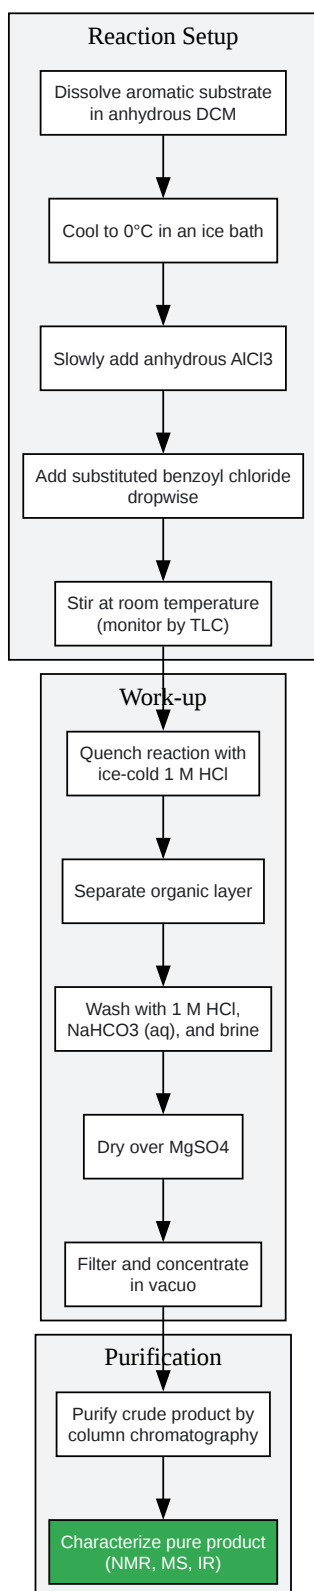 Reaction Setup
Dissolve aromatic substrate
in anhydrous DCM
Cool to 0°C in an ice bath
Slowly add anhydrous AlCl3
Add substituted benzoyl chloride
dropwise
Stir at room temperature
(monitor by TLC)
Work-up
Quench reaction with
ice-cold 1 M HCl
Separate organic layer
Wash with 1 M HCl,
NaHCO3 (aq), and brine
Dry over MgSO4
Filter and concentrate
in vacuo
Purification
Purify crude product by
column chromatography
Characterize pure product
(NMR, MS, IR)